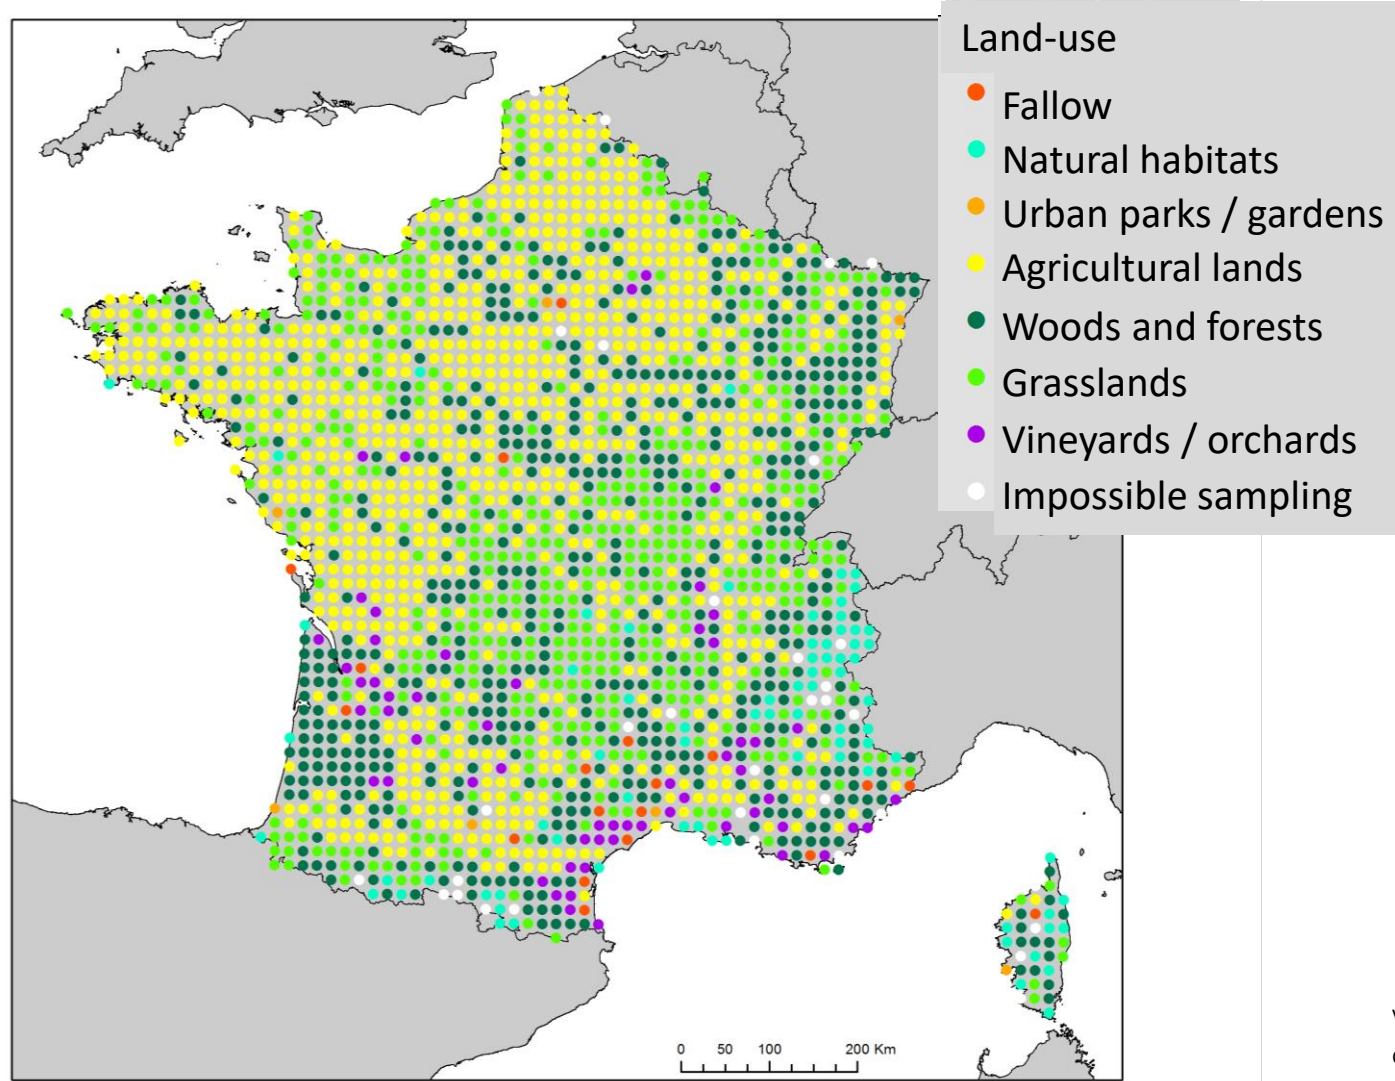 Land-use
Fallow
Natural habitats
Urban parks / gardens
Agricultural lands
Woods and forests
Grasslands
Vineyards / orchards
Impossible sampling
0 50 100 200 Km